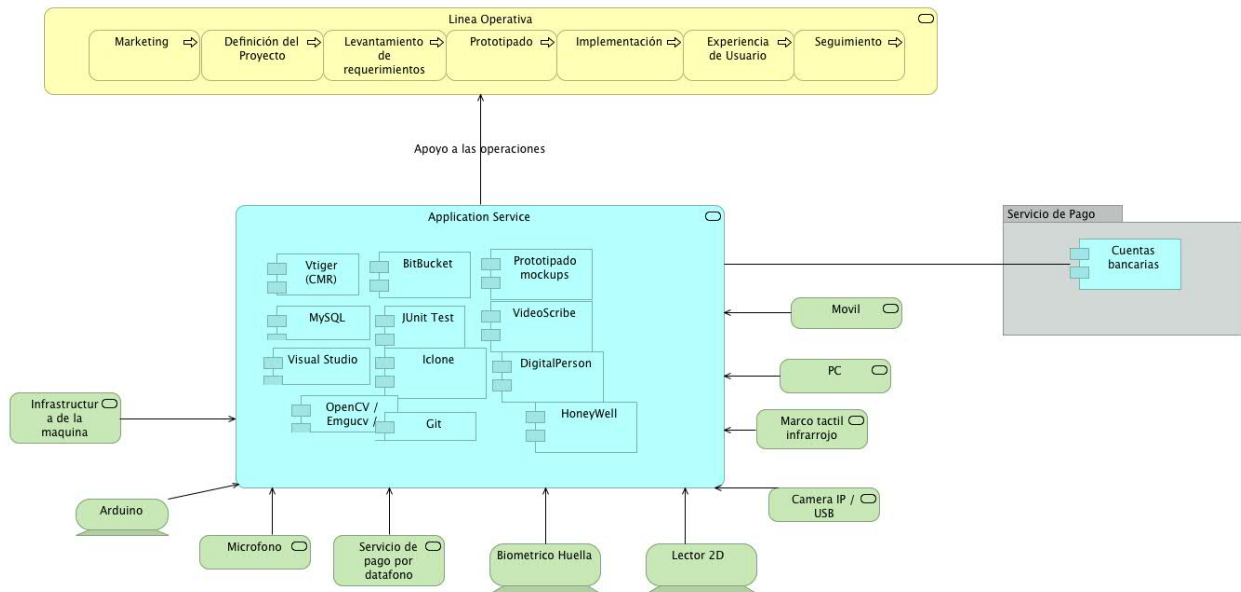 Linea Operativa
Marketing
Definición del
Proyecto
Levantamiento
de
requerimientos
Prototipado
Implementación
Experiencia
de Usuario
Seguimiento
Apoyo a las operaciones
Application Service
Vtiger
(CMR)
BitBucket
Prototipado
mockups
MySQL
JUnit Test
VideoScribe
Visual Studio
Iclone
DigitalPerson
OpenCV /
Emgucv /
Git
HoneyWell
Servicio de Pago
Cuentas
bancarias
Movil
PC
Marco tactil
infrarrojo
Camera IP /
USB
Infrastructur
a de la
maquina
Arduino
Microfono
Servicio de
pago por
datafono
Biometrico Huella
Lector 2D